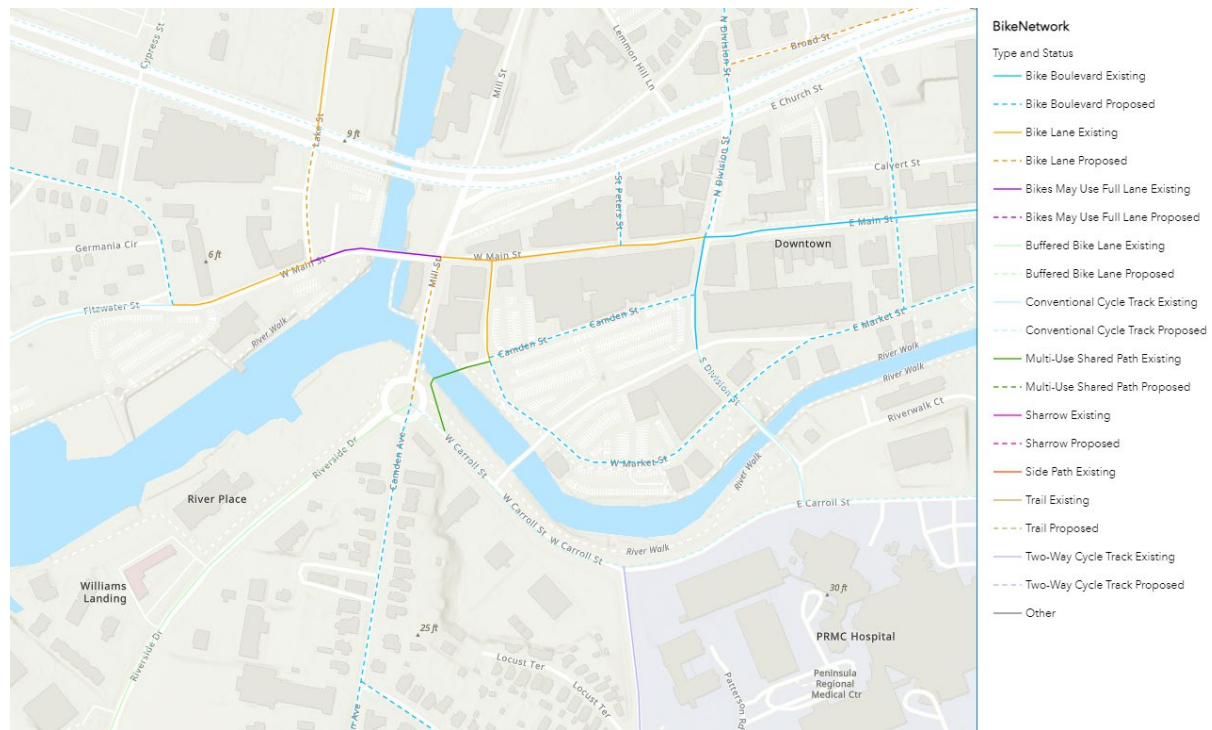 Cypress St
Lemmon Hill Ln
N Division St
Broad St
Mill St
E Church St
Lake St
9 ft
N Division St
Calvert St
St Peters St
E Main St
Germania Cir
6 ft
W Main St
W Main St
Downtown
Mill St
Fitzwater St
River Walk
Camden St
Camden St
E Market St
River Walk
River Walk
S Division St
Riverwalk Ct
Camden Ave
Riverside Dr
W Carroll St
W Market St
River Walk
River Place
W Carroll St
W Carroll St
E Carroll St
River Walk
Williams
Landing
30 ft
25 ft
PRMC Hospital
Riverside Dr
Locust Ter
Locust Ter
Peninsula
Regional
Medical Ctr
Patterson Rd
n Ave
BikeNetwork
Type and Status
Bike Boulevard Existing
Bike Boulevard Proposed
Bike Lane Existing
Bike Lane Proposed
Bikes May Use Full Lane Existing
Bikes May Use Full Lane Proposed
Buffered Bike Lane Existing
Buffered Bike Lane Proposed
Conventional Cycle Track Existing
Conventional Cycle Track Proposed
Multi-Use Shared Path Existing
Multi-Use Shared Path Proposed
Sharrow Existing
Sharrow Proposed
Side Path Existing
Trail Existing
Trail Proposed
Two-Way Cycle Track Existing
Two-Way Cycle Track Proposed
Other